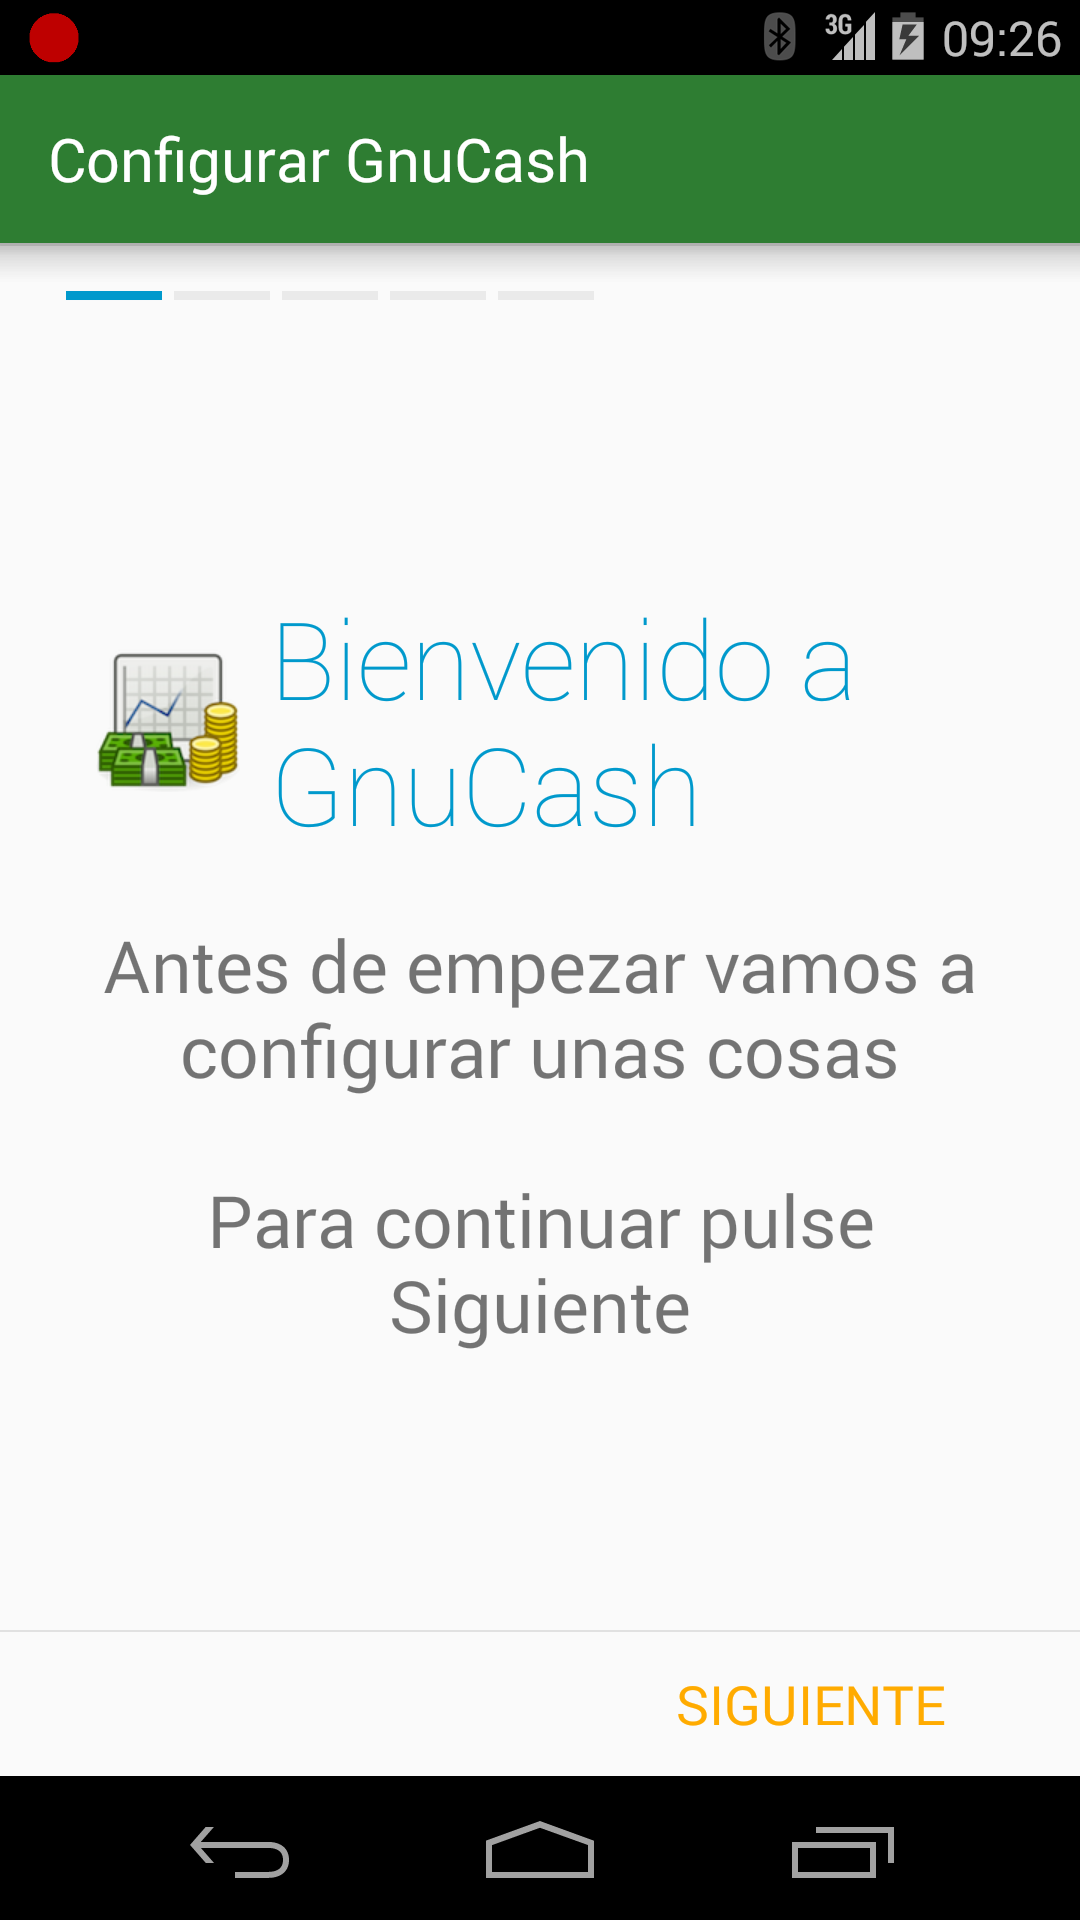 3G 09:26
Configurar GnuCash
Bienvenido a
GnuCash
Antes de empezar vamos a
configurar unas cosas
Para continuar pulse
Siguiente
SIGUIENTE